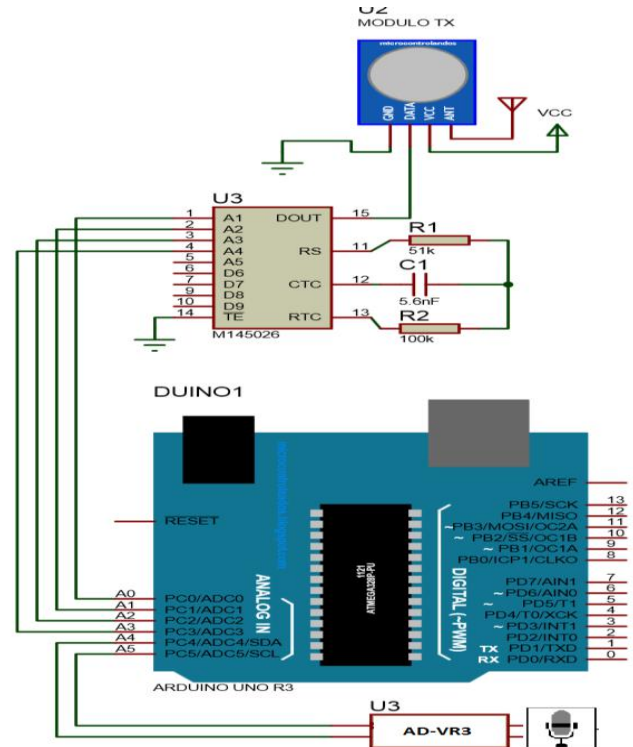 U2
MODULO TX
microcontrolandos
GND
DATA
VCC
ANT
VCC
U3
1 A1 DOUT 15
2 A2
3 A3 RS 11
4 A4
5 A5
6 D6 CTC 12
7 D7
9 D8
10 D9
14 TE RTC 13
M145026
R1
51k
C1
5.6nF
R2
100k
DUINO1
AREF
RESET
PB5/SCK 13
PB4/MISO 12
~PB3/MOSI/OC2A 11
~ PB2/SS/OC1B 10
~ PB1/OC1A 9
PB0/ICP1/CLKO 8
PD7/AIN1 7
~ PD6/AIN0 6
~ PD5/T1 5
PD4/T0/XCK 4
~ PD3/INT1 3
PD2/INT0 2
TX PD1/TXD 1
RX PD0/RXD 0
DIGITAL (~PWM)
1121
ATMEGA328P-PU
ANALOG IN
A0 PC0/ADC0
A1 PC1/ADC1
A2 PC2/ADC2
A3 PC3/ADC3
A4 PC4/ADC4/SDA
A5 PC5/ADC5/SCL
ARDUINO UNO R3
U3
AD-VR3